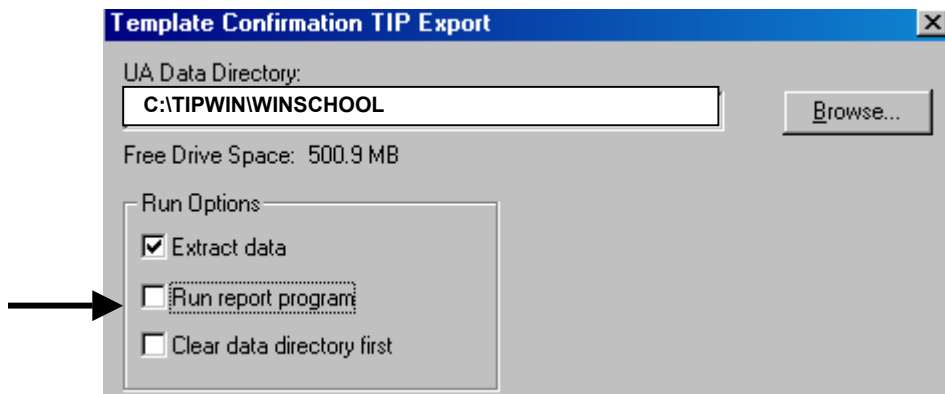 Template Confirmation TIP Export
UA Data Directory:
C:\TIPWIN\WINSCHOOL
Browse...
Free Drive Space: 500.9 MB
Run Options
Extract data
Run report program
Clear data directory first